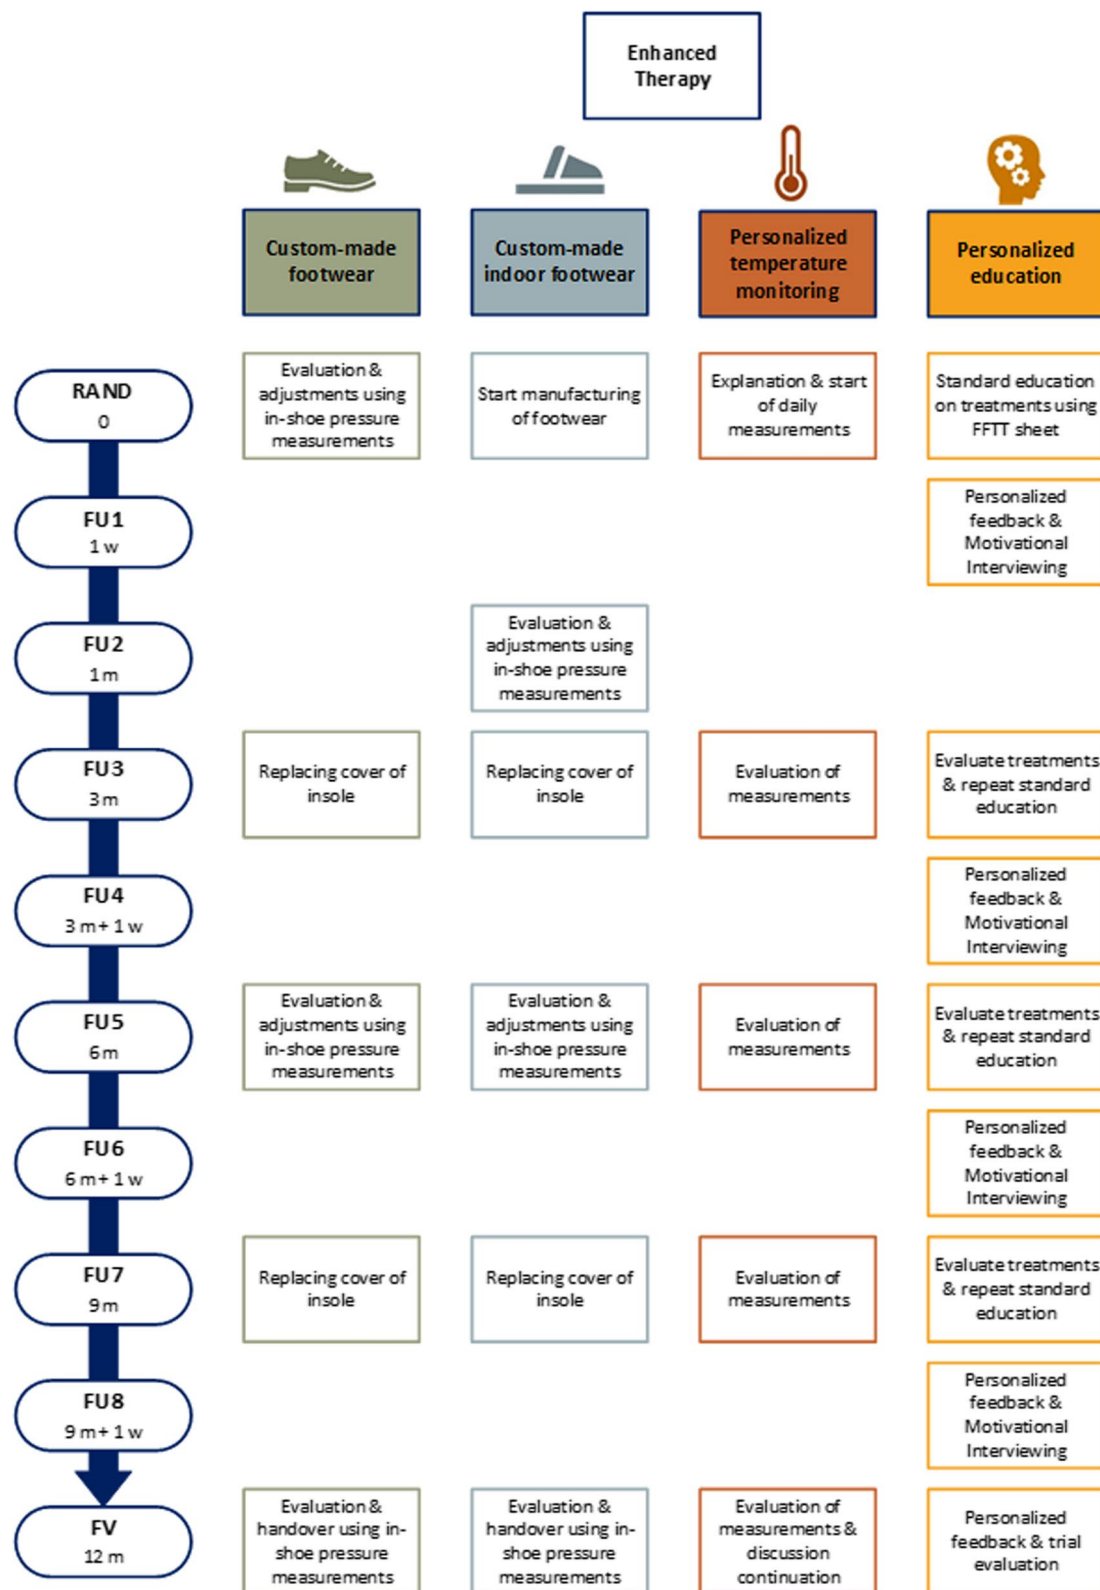 Enhanced
Therapy
Custom-made
footwear
Custom-made
indoor footwear
Personalized
temperature
monitoring
Personalized
education
RAND
0
Evaluation &
adjustments using
in-shoe pressure
measurements
Start manufacturing
of footwear
Explanation & start
of daily
measurements
Standard education
on treatments using
FFTT sheet
FU1
1 w
Personalized
feedback &
Motivational
Interviewing
FU2
1 m
Evaluation &
adjustments using
in-shoe pressure
measurements
FU3
3 m
Replacing cover of
insole
Replacing cover of
insole
Evaluation of
measurements
Evaluate treatments
& repeat standard
education
FU4
3 m + 1 w
Personalized
feedback &
Motivational
Interviewing
FU5
6 m
Evaluation &
adjustments using
in-shoe pressure
measurements
Evaluation &
adjustments using
in-shoe pressure
measurements
Evaluation of
measurements
Evaluate treatments
& repeat standard
education
FU6
6 m + 1 w
Personalized
feedback &
Motivational
Interviewing
FU7
9 m
Replacing cover of
insole
Replacing cover of
insole
Evaluation of
measurements
Evaluate treatments
& repeat standard
education
FU8
9 m + 1 w
Personalized
feedback &
Motivational
Interviewing
FV
12 m
Evaluation &
handover using in-
shoe pressure
measurements
Evaluation &
handover using in-
shoe pressure
measurements
Evaluation of
measurements &
discussion
continuation
Personalized
feedback & trial
evaluation